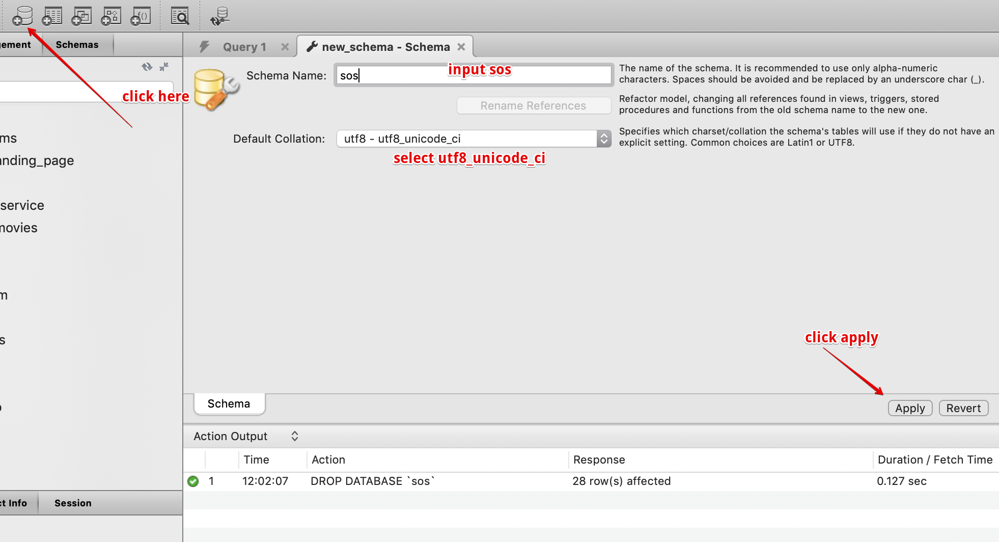 gement
Schemas
Query 1
new_schema - Schema
Schema Name:
sos
input sos
The name of the schema. It is recommended to use only alpha-numeric
characters. Spaces should be avoided and be replaced by an underscore char (_).
click here
Rename References
Refactor model, changing all references found in views, triggers, stored
procedures and functions from the old schema name to the new one.
Default Collation:
utf8 - utf8_unicode_ci
Specifies which charset/collation the schema's tables will use if they do not have an
explicit setting. Common choices are Latin1 or UTF8.
select utf8_unicode_ci
ms
anding_page
service
movies
m
s
click apply
Schema
Apply
Revert
Action Output
Time
Action
Response
Duration / Fetch Time
1
12:02:07
DROP DATABASE `sos`
28 row(s) affected
0.127 sec
ct Info
Session